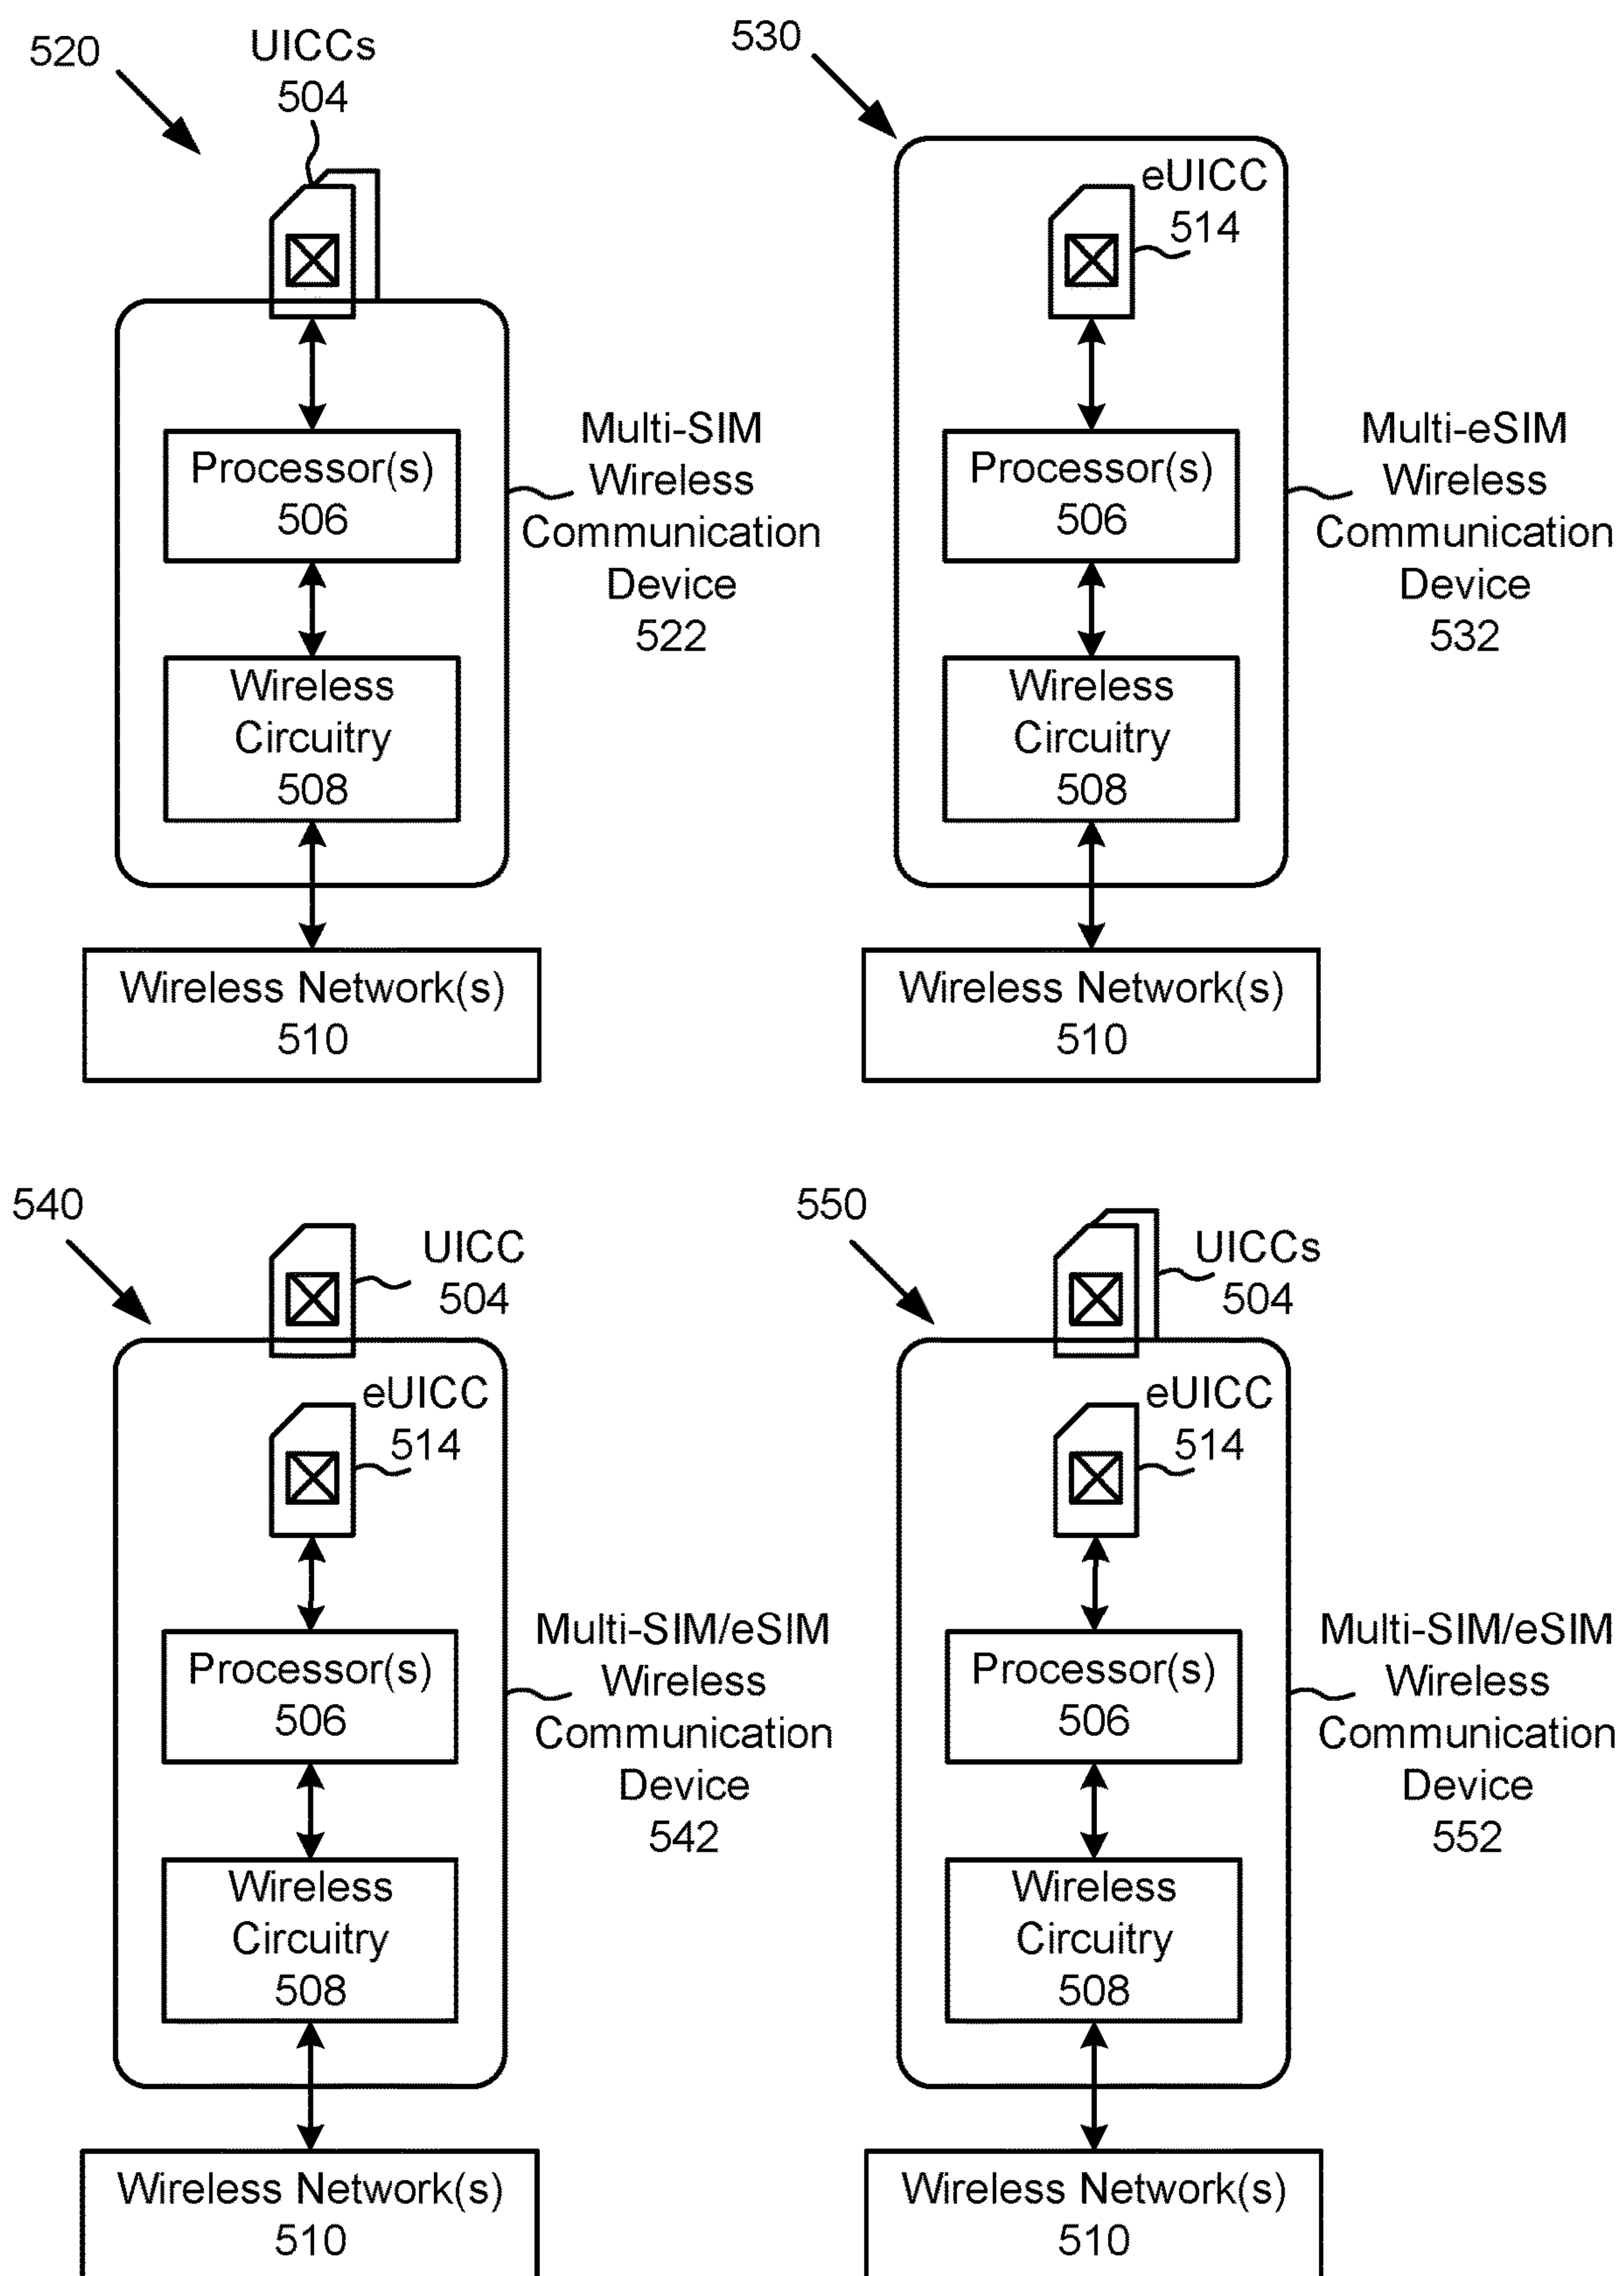 520
UICCs
504
Processor(s)
506
Wireless
Circuitry
508
Multi-SIM
Wireless
Communication
Device
522
Wireless Network(s)
510
530
eUICC
514
Processor(s)
506
Wireless
Circuitry
508
Multi-eSIM
Wireless
Communication
Device
532
Wireless Network(s)
510
540
UICC
504
eUICC
514
Processor(s)
506
Wireless
Circuitry
508
Multi-SIM/eSIM
Wireless
Communication
Device
542
Wireless Network(s)
510
550
UICCs
504
eUICC
514
Processor(s)
506
Wireless
Circuitry
508
Multi-SIM/eSIM
Wireless
Communication
Device
552
Wireless Network(s)
510